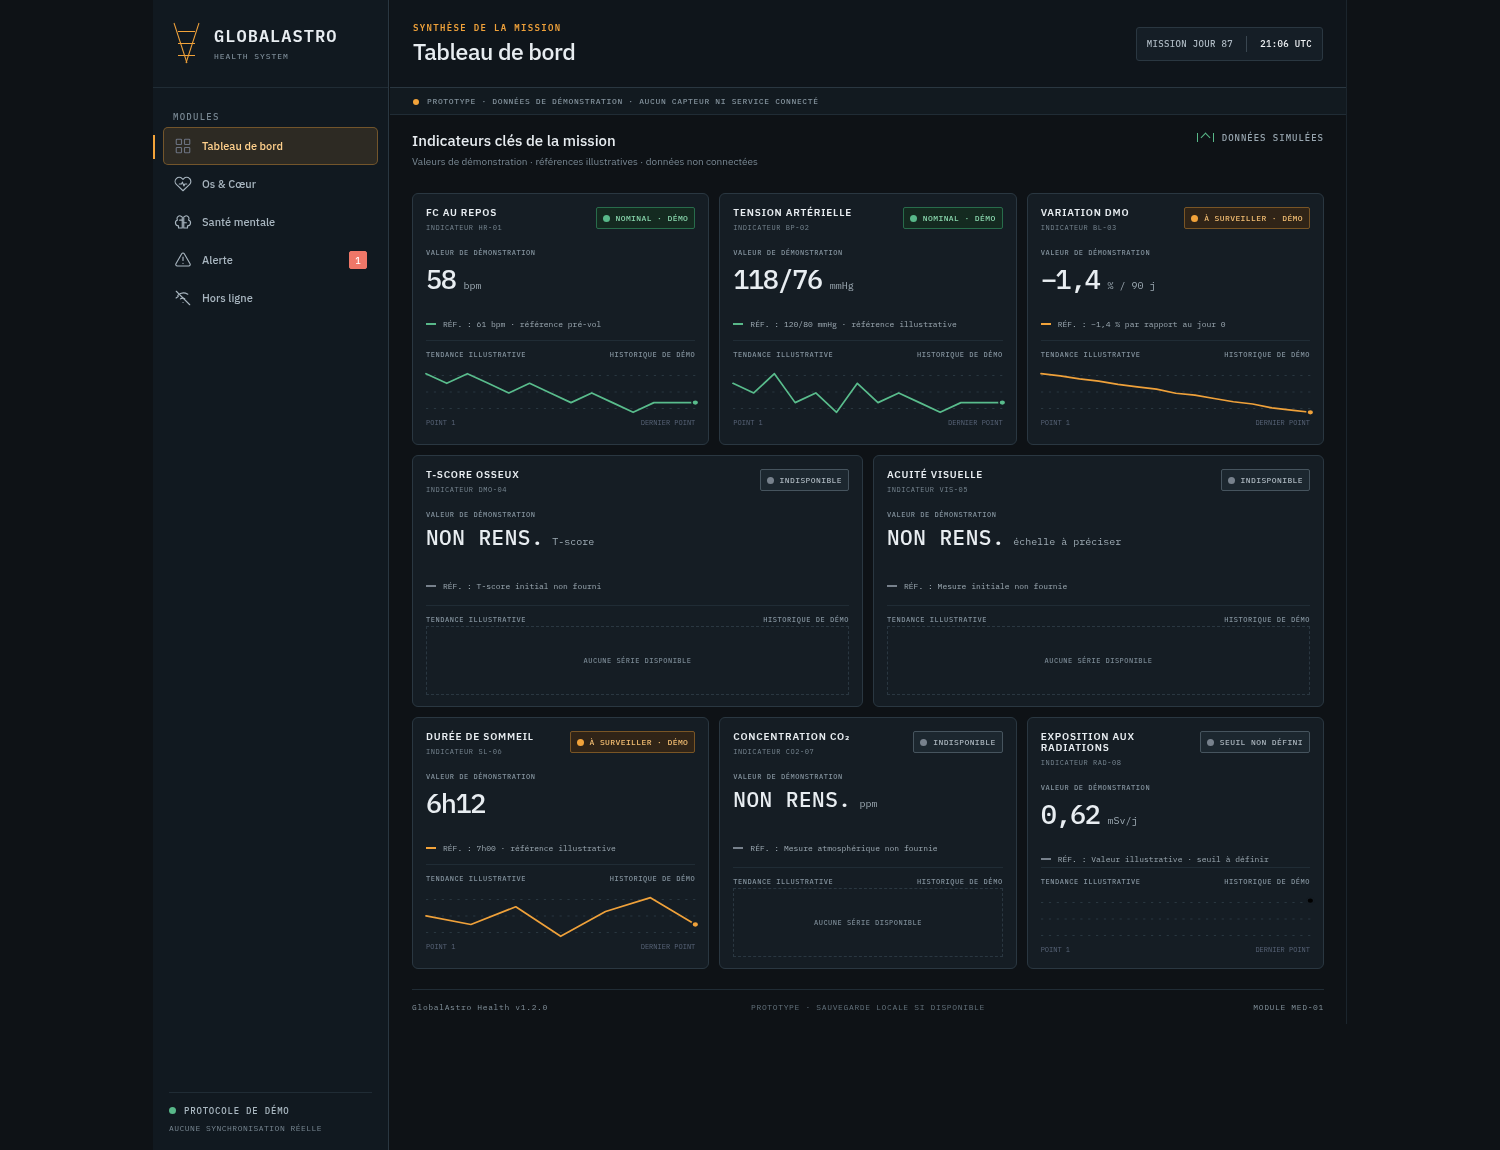 GLOBALASTRO
HEALTH SYSTEM
MODULES
Tableau de bord
Os & Cœur
Santé mentale
Alerte 1
Hors ligne
PROTOCOLE DE DÉMO
AUCUNE SYNCHRONISATION RÉELLE
SYNTHÈSE DE LA MISSION
Tableau de bord
MISSION JOUR 87 21:06 UTC
PROTOTYPE · DONNÉES DE DÉMONSTRATION · AUCUN CAPTEUR NI SERVICE CONNECTÉ
Indicateurs clés de la mission
Valeurs de démonstration · références illustratives · données non connectées
DONNÉES SIMULÉES
FC AU REPOS
INDICATEUR HR-01
NOMINAL · DÉMO
VALEUR DE DÉMONSTRATION
58 bpm
RÉF. : 61 bpm · référence pré-vol
TENDANCE ILLUSTRATIVE HISTORIQUE DE DÉMO
POINT 1 DERNIER POINT
TENSION ARTÉRIELLE
INDICATEUR BP-02
NOMINAL · DÉMO
VALEUR DE DÉMONSTRATION
118/76 mmHg
RÉF. : 120/80 mmHg · référence illustrative
TENDANCE ILLUSTRATIVE HISTORIQUE DE DÉMO
POINT 1 DERNIER POINT
VARIATION DMO
INDICATEUR BL-03
À SURVEILLER · DÉMO
VALEUR DE DÉMONSTRATION
−1,4 % / 90 j
RÉF. : −1,4 % par rapport au jour 0
TENDANCE ILLUSTRATIVE HISTORIQUE DE DÉMO
POINT 1 DERNIER POINT
T-SCORE OSSEUX
INDICATEUR DMO-04
INDISPONIBLE
VALEUR DE DÉMONSTRATION
NON RENS. T-score
RÉF. : T-score initial non fourni
TENDANCE ILLUSTRATIVE HISTORIQUE DE DÉMO
AUCUNE SÉRIE DISPONIBLE
ACUITÉ VISUELLE
INDICATEUR VIS-05
INDISPONIBLE
VALEUR DE DÉMONSTRATION
NON RENS. échelle à préciser
RÉF. : Mesure initiale non fournie
TENDANCE ILLUSTRATIVE HISTORIQUE DE DÉMO
AUCUNE SÉRIE DISPONIBLE
DURÉE DE SOMMEIL
INDICATEUR SL-06
À SURVEILLER · DÉMO
VALEUR DE DÉMONSTRATION
6h12
RÉF. : 7h00 · référence illustrative
TENDANCE ILLUSTRATIVE HISTORIQUE DE DÉMO
POINT 1 DERNIER POINT
CONCENTRATION CO₂
INDICATEUR CO2-07
INDISPONIBLE
VALEUR DE DÉMONSTRATION
NON RENS. ppm
RÉF. : Mesure atmosphérique non fournie
TENDANCE ILLUSTRATIVE HISTORIQUE DE DÉMO
AUCUNE SÉRIE DISPONIBLE
EXPOSITION AUX
RADIATIONS
INDICATEUR RAD-08
SEUIL NON DÉFINI
VALEUR DE DÉMONSTRATION
0,62 mSv/j
RÉF. : Valeur illustrative · seuil à définir
TENDANCE ILLUSTRATIVE HISTORIQUE DE DÉMO
POINT 1 DERNIER POINT
GlobalAstro Health v1.2.0 PROTOTYPE · SAUVEGARDE LOCALE SI DISPONIBLE MODULE MED-01